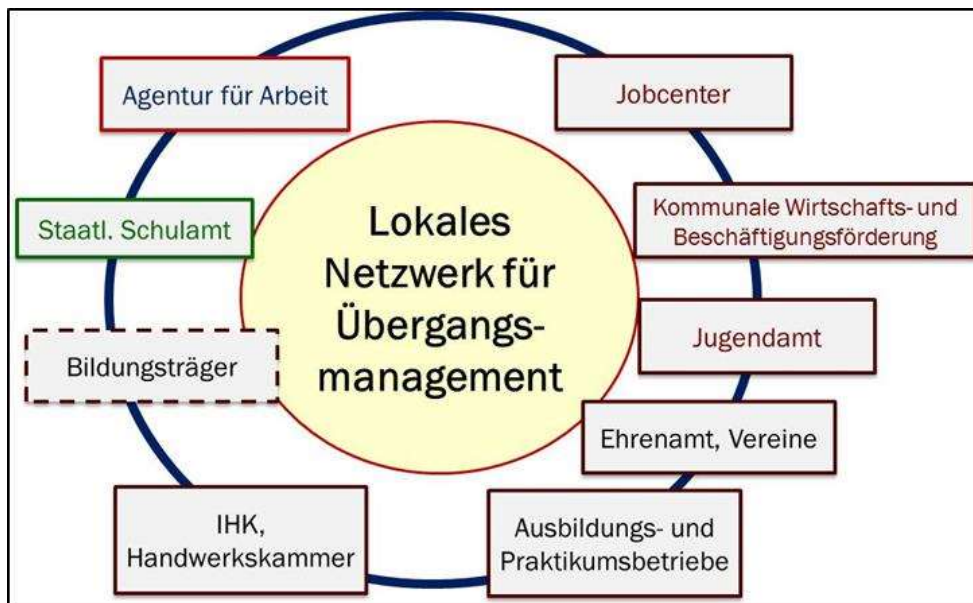 Agentur für Arbeit
Jobcenter
Staatl. Schulamt
Kommunale Wirtschafts- und
Beschäftigungsförderung
Lokales
Netzwerk für
Übergangs-
management
Bildungsträger
Jugendamt
Ehrenamt, Vereine
IHK,
Handwerkskammer
Ausbildungs- und
Praktikumsbetriebe